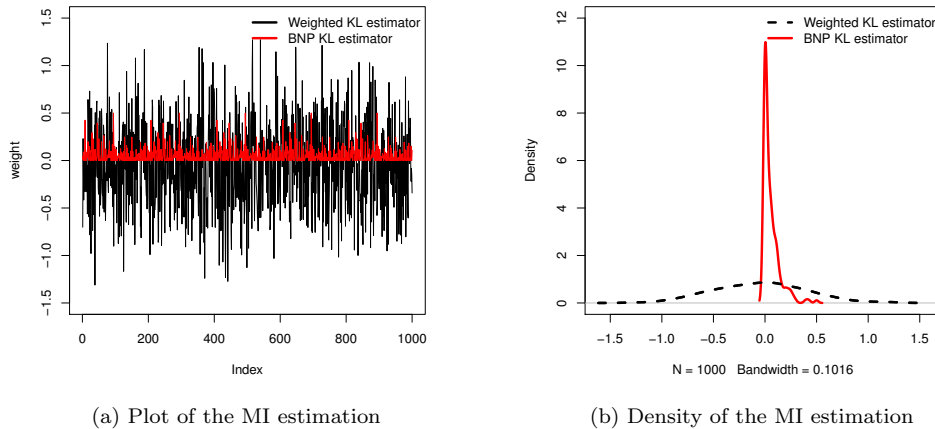 Weighted KL estimator
BNP KL estimator
1.5
1.0
0.5
0.0
−0.5
−1.0
−1.5
weight
0 200 400 600 800 1000
Index
(a) Plot of the MI estimation
Weighted KL estimator
BNP KL estimator
12
10
8
6
4
2
0
Density
−1.5 −1.0 −0.5 0.0 0.5 1.0 1.5
N = 1000 Bandwidth = 0.1016
(b) Density of the MI estimation